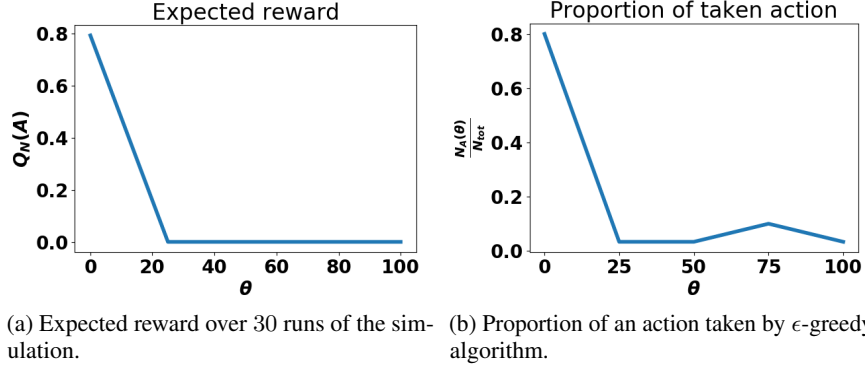 Expected reward
0.8
0.6
0.4
0.2
0.0
Q_N(A)
0 20 40 60 80 100
θ
Proportion of taken action
0.8
0.6
0.4
0.2
0.0
N_A(θ)
N_tot
0 25 50 75 100
θ
(a) Expected reward over 30 runs of the sim-
ulation.
(b) Proportion of an action taken by ϵ-greedy
algorithm.